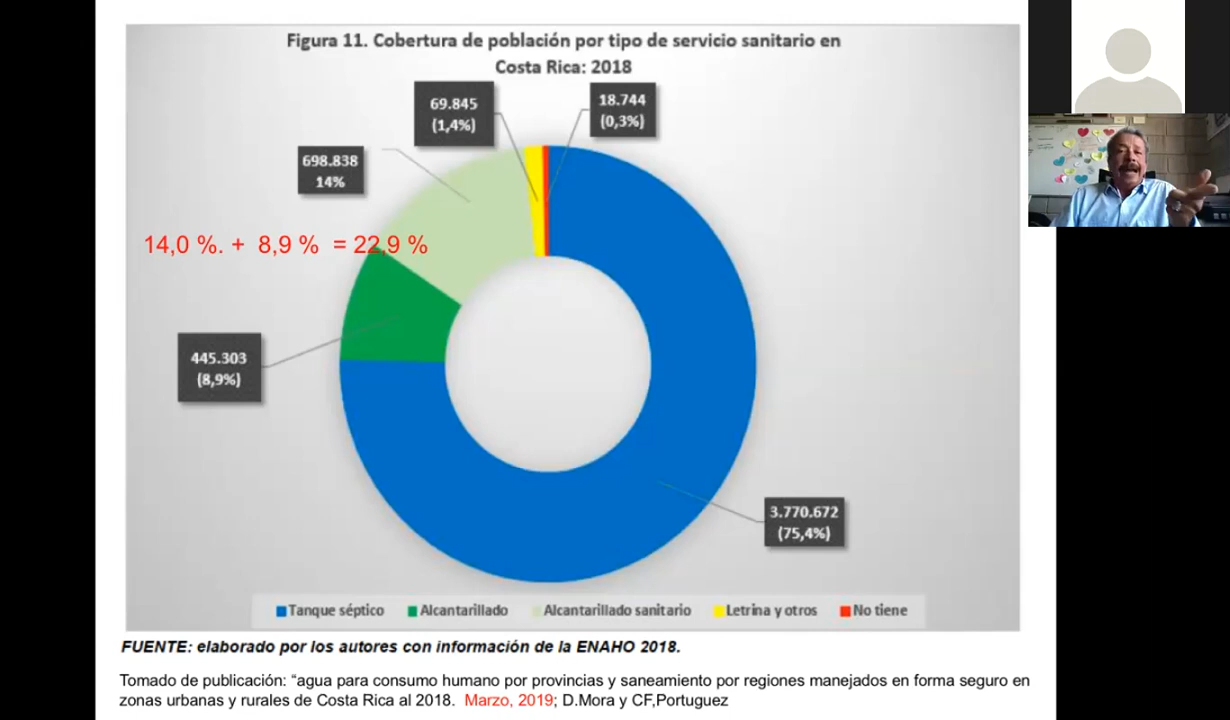 Figura 11. Cobertura de población por tipo de servicio sanitario en
Costa Rica: 2018
69.845
(1,4%)
18.744
(0,3%)
698.838
14%
14,0 %. + 8,9 % = 22,9 %
445.303
(8,9%)
3.770.672
(75,4%)
Tanque séptico Alcantarillado Alcantarillado sanitario Letrina y otros No tiene
FUENTE: elaborado por los autores con información de la ENAHO 2018.
Tomado de publicación: “agua para consumo humano por provincias y saneamiento por regiones manejados en forma seguro en
zonas urbanas y rurales de Costa Rica al 2018. Marzo, 2019; D.Mora y CF,Portuguez